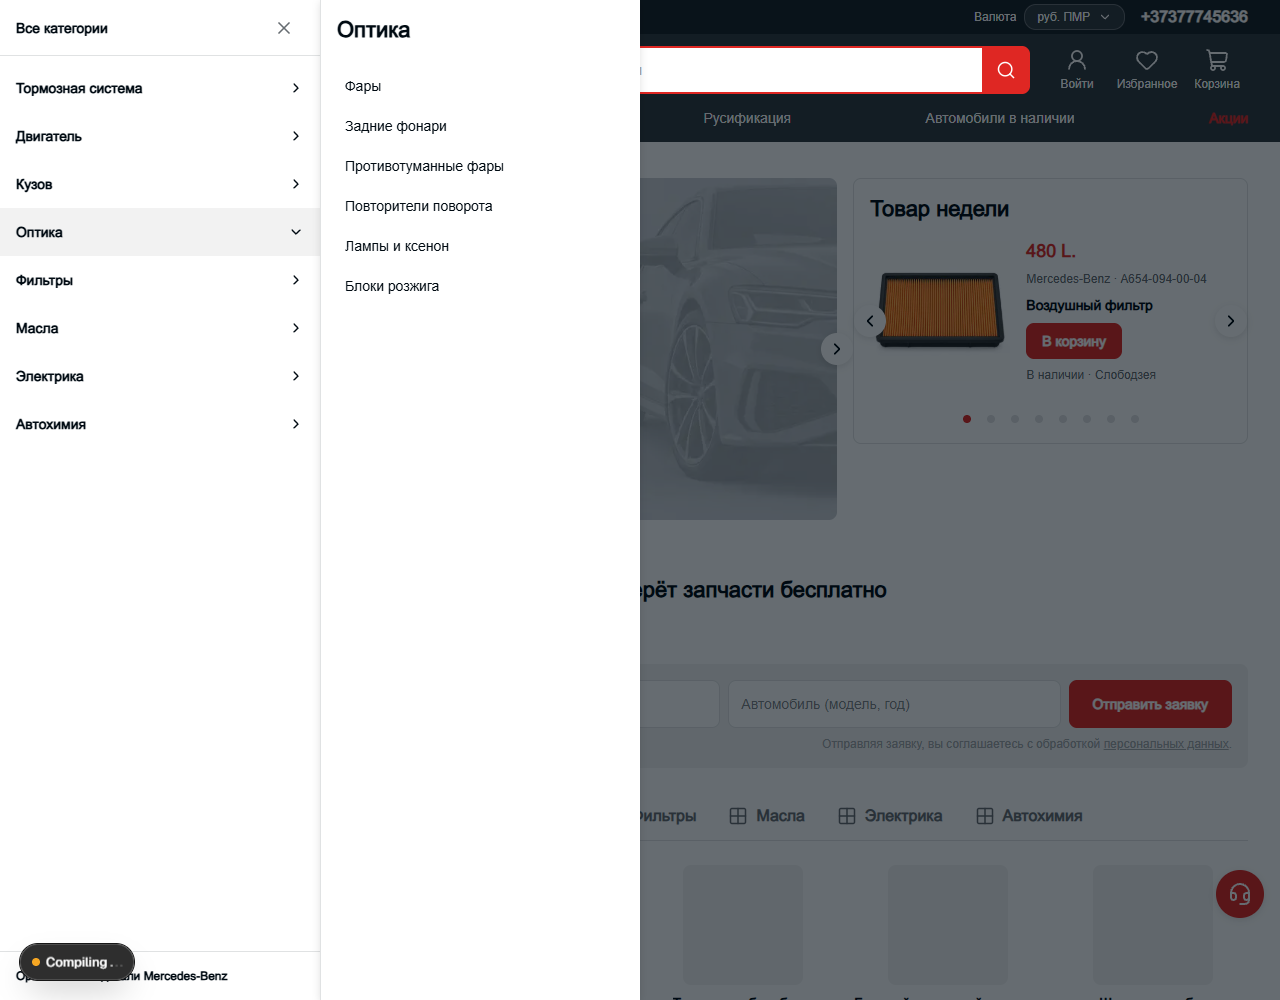 Все категории
Тормозная система
Двигатель
Кузов
Оптика
Фильтры
Масла
Электрика
Автохимия
Compiling ...
Mercedes-Benz
Оптика
Фары
Задние фонари
Противотуманные фары
Повторители поворота
Лампы и ксенон
Блоки розжига
Валюта руб. ПМР +37377745636
Войти Избранное Корзина
Русификация Автомобили в наличии Акции
Товар недели
480 L.
Mercedes-Benz · A654-094-00-04
Воздушный фильтр
В корзину
В наличии · Слободзея
запчасти бесплатно
Автомобиль (модель, год) Отправить заявку
Отправляя заявку, вы соглашаетесь с обработкой персональных данных.
Фильтры Масла Электрика Автохимия